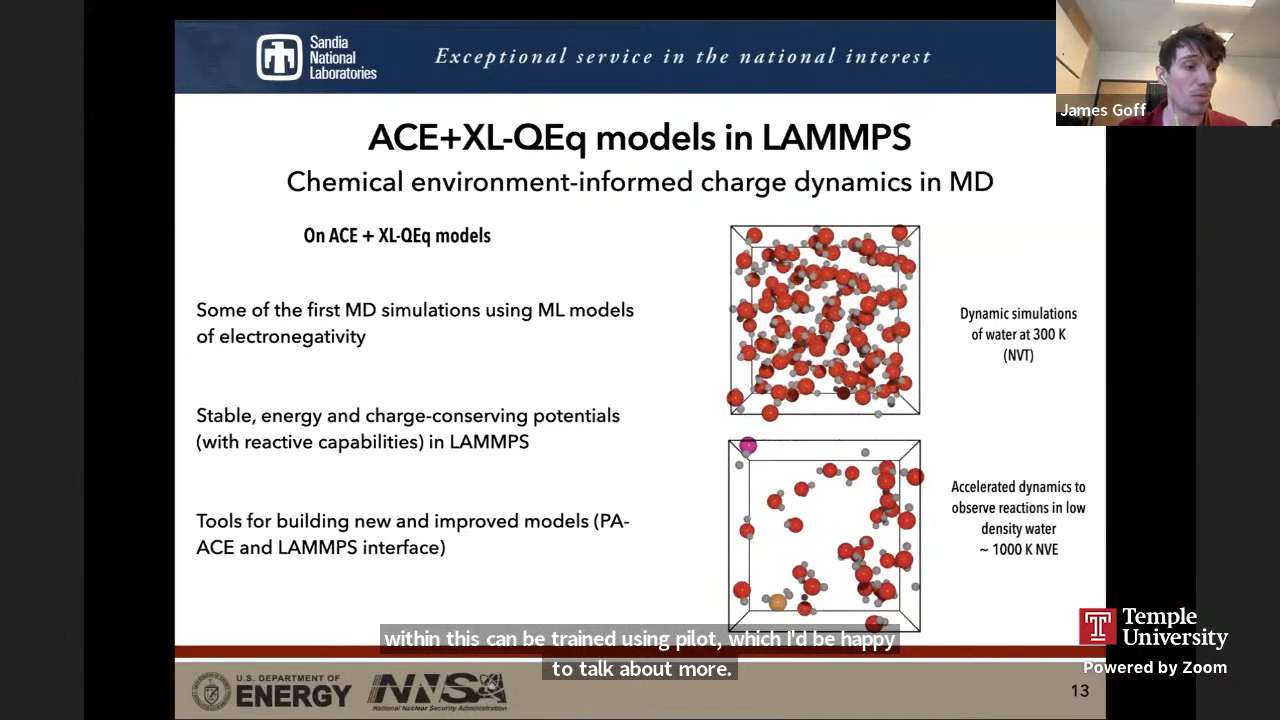 Sandia
National
Laboratories
Exceptional service in the national interest
James Goff
ACE+XL-QEq models in LAMMPS
Chemical environment-informed charge dynamics in MD
On ACE + XL-QEq models
Some of the first MD simulations using ML models
of electronegativity
Stable, energy and charge-conserving potentials
(with reactive capabilities) in LAMMPS
Tools for building new and improved models (PA-
ACE and LAMMPS interface)
Dynamic simulations
of water at 300 K
(NVT)
Accelerated dynamics to
observe reactions in low
density water
~ 1000 K NVE
within this can be trained using pilot, which I'd be happy
to talk about more.
Temple
University
Powered by Zoom
U.S. DEPARTMENT OF
ENERGY
NNSA
National Nuclear Security Administration
13